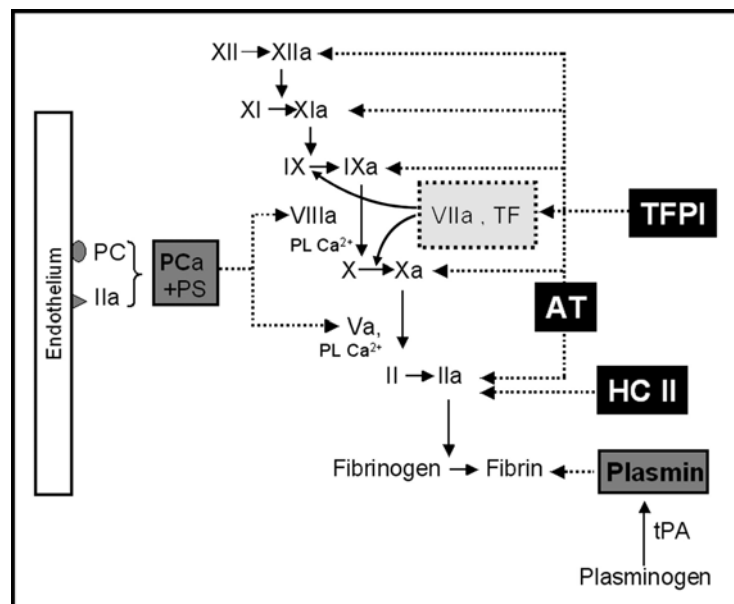 XII XIIa
XI XIa
IX IXa
VIIIa
VIIa , TF
TFPI
PL Ca²⁺
PC
PCa
+PS
IIa
Endothelium
X Xa
AT
Va,
PL Ca²⁺
II IIa
HC II
Fibrinogen Fibrin
Plasmin
tPA
Plasminogen